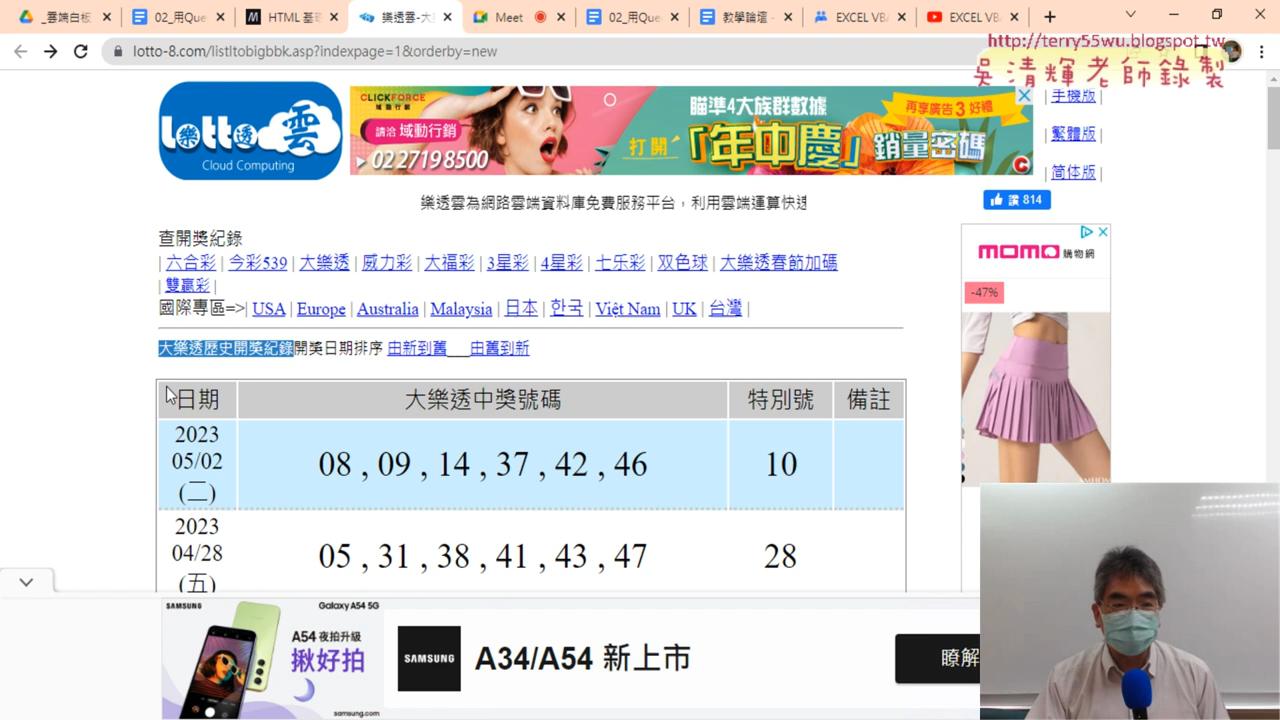 _雲端白板
02_用Que
HTML 基礎
樂透雲-大
Meet
02_用Que
教學論壇 -
EXCEL VB
EXCEL VB
lotto-8.com/listltobigbbk.asp?indexpage=1&orderby=new
http://terry55wu.blogspot.tw
吳清輝老師錄製
lotto
樂
透
雲
Cloud Computing
CLICKFORCE
域動行銷
請洽 域動行銷
02 2719 8500
瞄準4大族群數據
打開
「年中慶」
再享廣告3好禮
銷量密碼
| 手機版 |
| 繁體版 |
| 简体版 |
讚 814
樂透雲為網路雲端資料庫免費服務平台，利用雲端運算快速
查開獎紀錄
| 六合彩 | 今彩539 | 大樂透 | 威力彩 | 大福彩 | 3星彩 | 4星彩 | 七乐彩 | 双色球 | 大樂透春節加碼
| 雙贏彩 |
國際專區=>| USA | Europe | Australia | Malaysia | 日本 | 한국 | Việt Nam | UK | 台灣 |
大樂透歷史開獎紀錄開獎日期排序 由新到舊___由舊到新
日期 大樂透中獎號碼 特別號 備註
2023
05/02
(二)
08 , 09 , 14 , 37 , 42 , 46
10
2023
04/28
(五)
05 , 31 , 38 , 41 , 43 , 47
28
momo 購物網
-47%
SAMSUNG
Galaxy A54 5G
A54 夜拍升級
揪好拍
samsung.com
SAMSUNG
A34/A54 新上市
瞭解